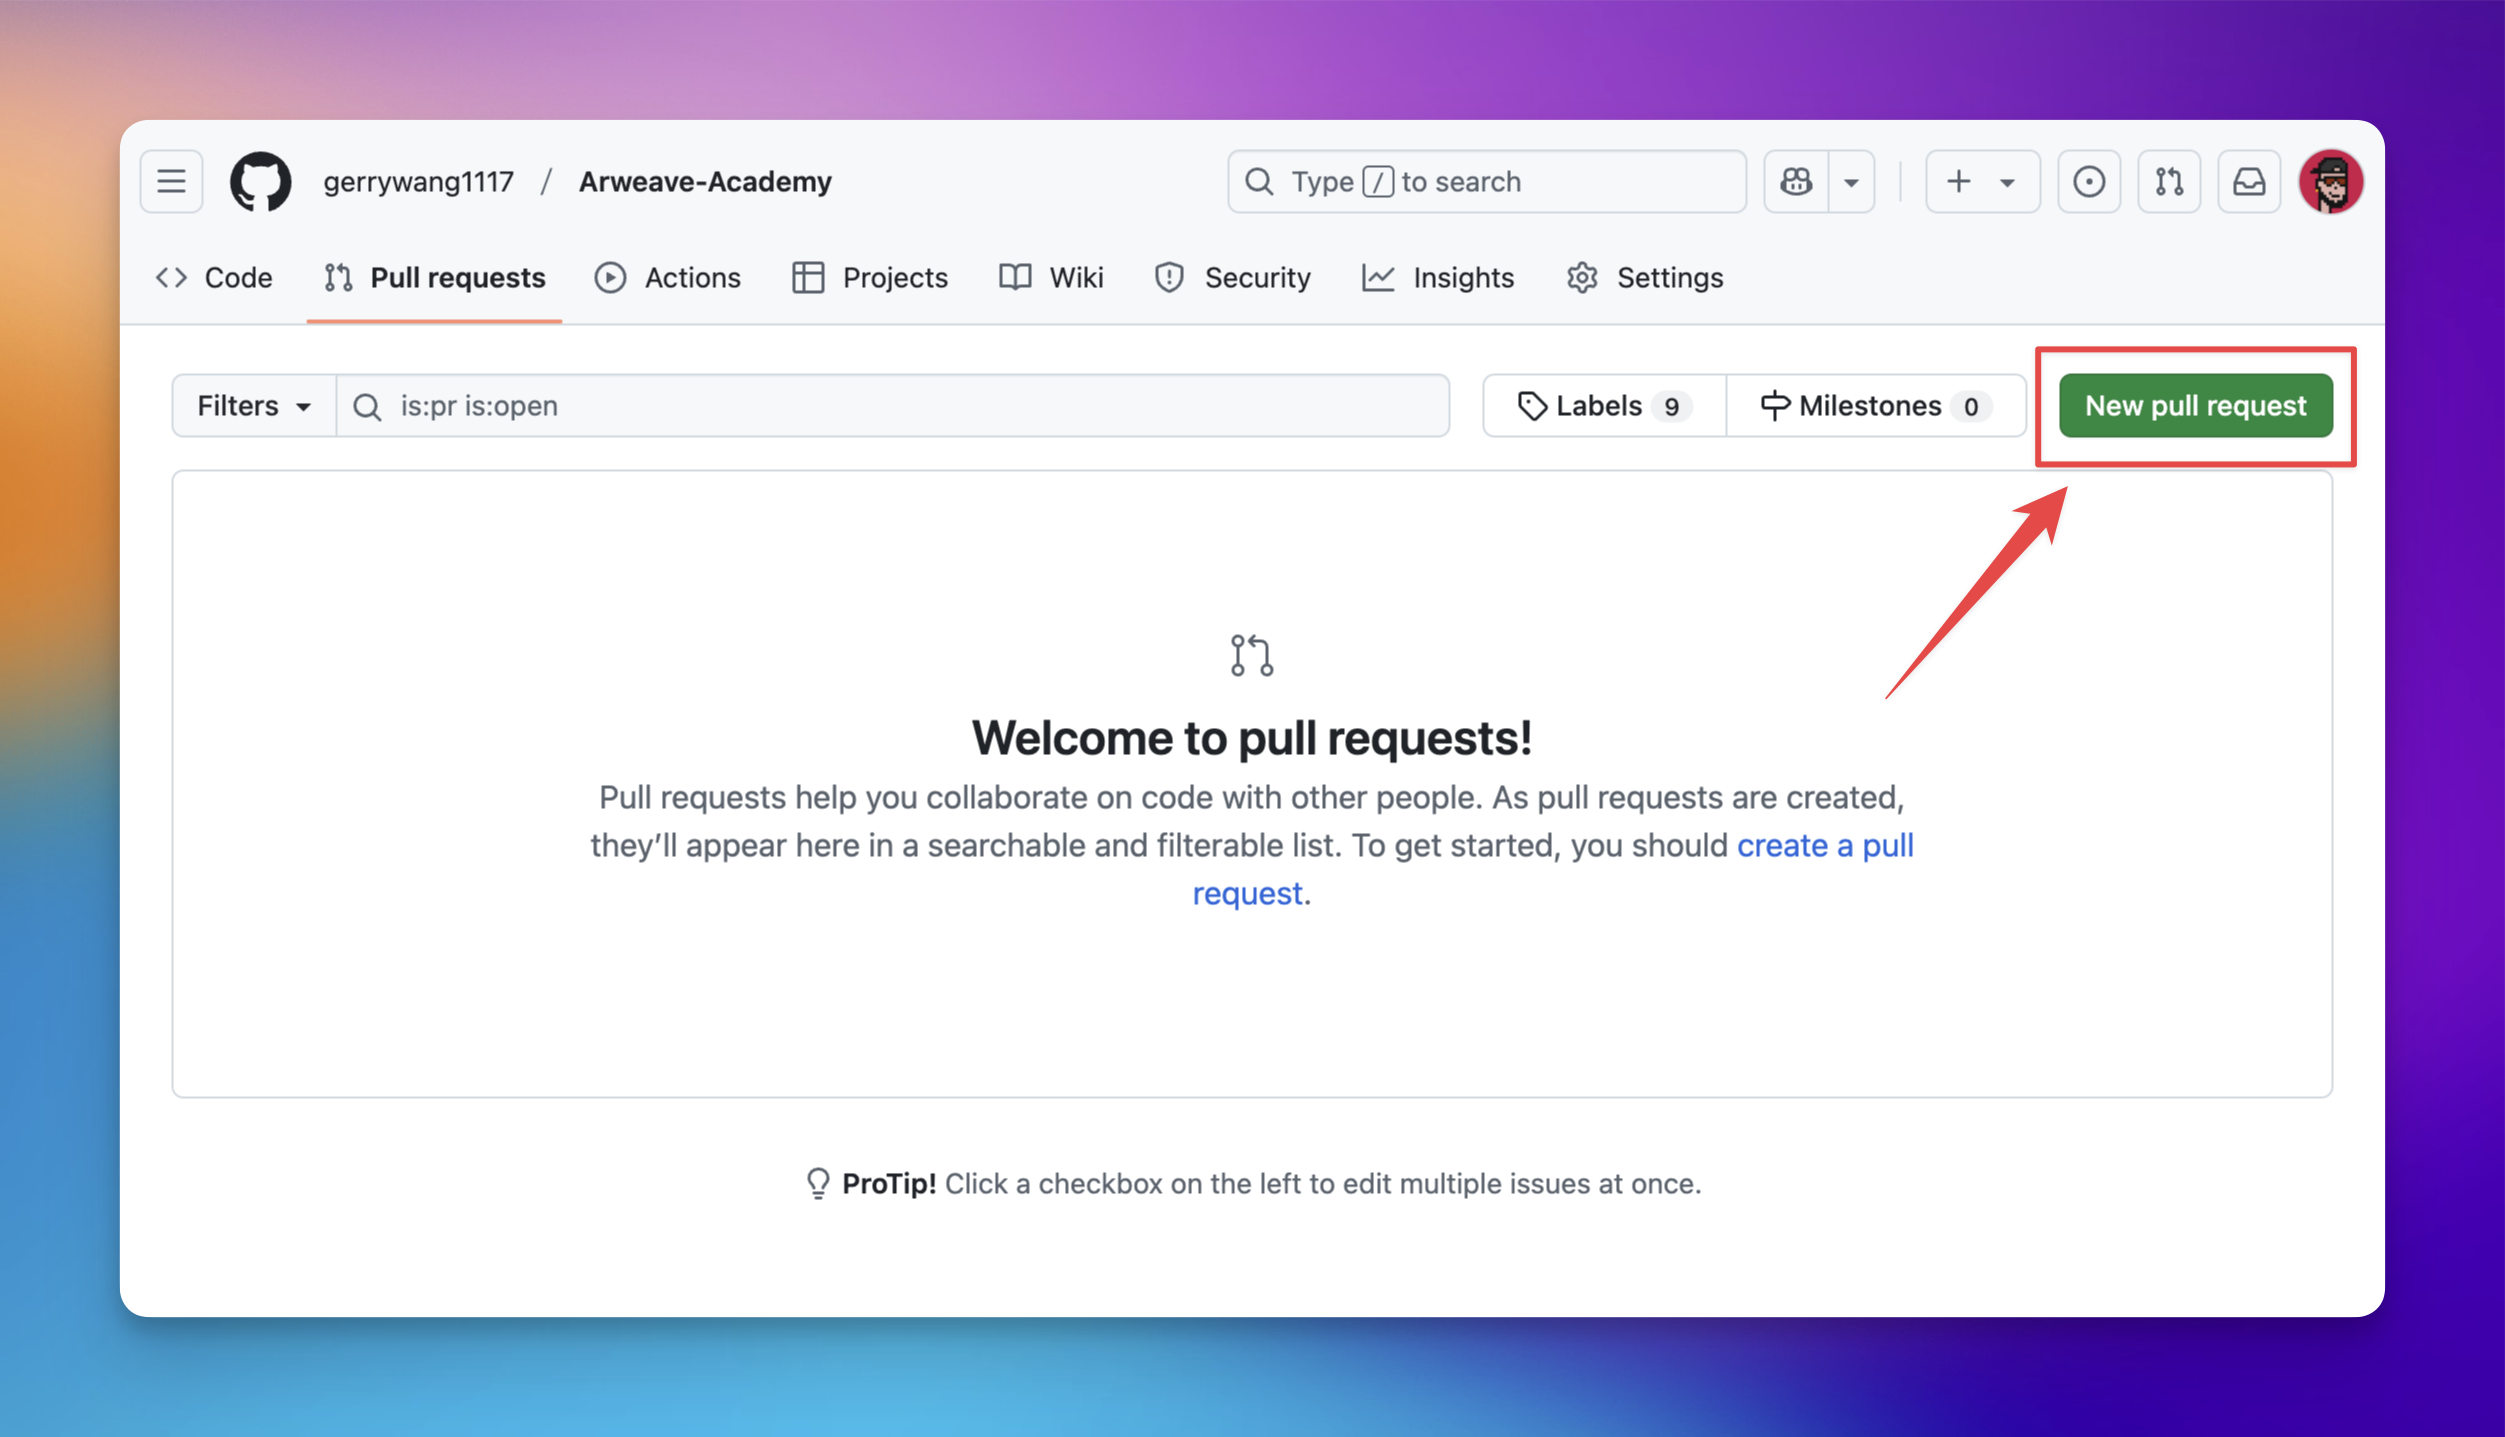 gerrywang1117 / Arweave-Academy
Type / to search
Code
Pull requests
Actions
Projects
Wiki
Security
Insights
Settings
Filters
is:pr is:open
Labels 9
Milestones 0
New pull request
Welcome to pull requests!
Pull requests help you collaborate on code with other people. As pull requests are created,
they’ll appear here in a searchable and filterable list. To get started, you should create a pull
request.
ProTip! Click a checkbox on the left to edit multiple issues at once.